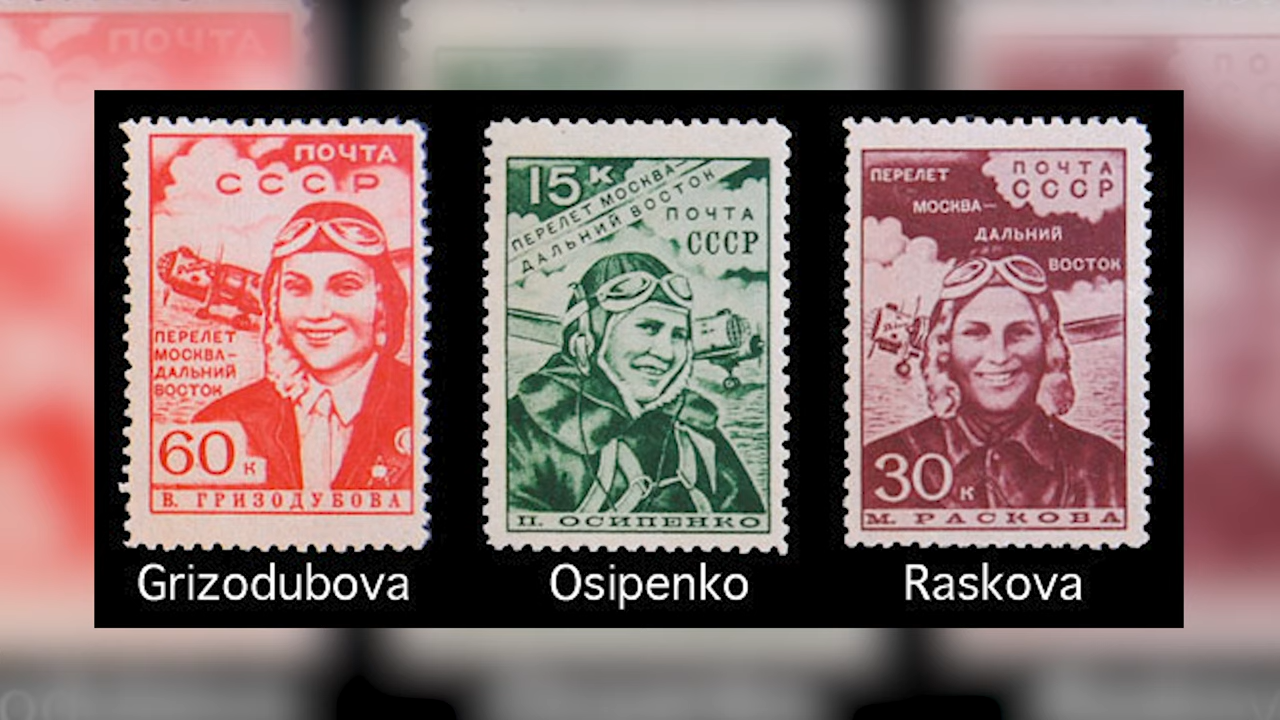 ПОЧТА
СССР
ПЕРЕЛЕТ
МОСКВА-
ДАЛЬНИЙ
ВОСТОК
60 К
В. ГРИЗОДУБОВА
Grizodubova
15 К
ПЕРЕЛЕТ МОСКВА-
ДАЛЬНИЙ ВОСТОК
ПОЧТА
СССР
П. ОСИПЕНКО
Osipenko
ПЕРЕЛЕТ
МОСКВА-
ДАЛЬНИЙ
ВОСТОК
ПОЧТА
СССР
30 К
М. РАСКОВА
Raskova